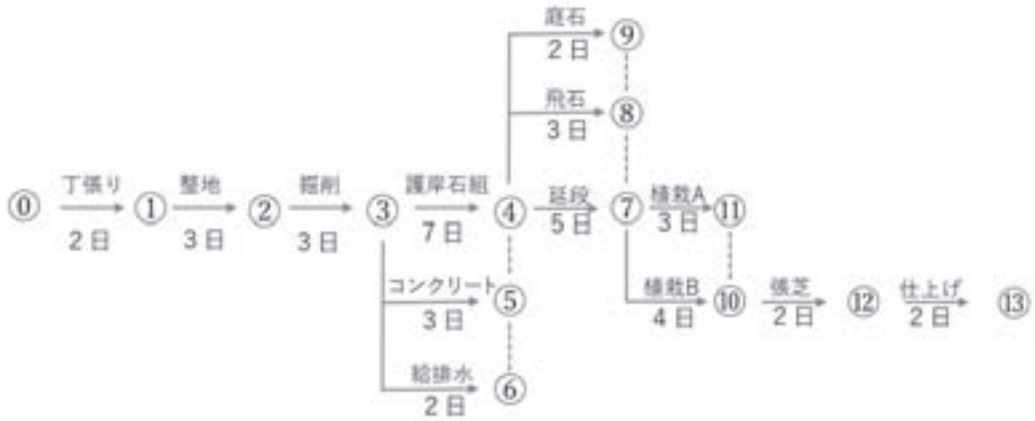 庭石
⑨
2日
飛石
⑧
3日
丁張り
整地
掘削
護岸石組
延段
植栽A
⓪
①
②
③
④
⑦
⑪
2日
3日
3日
7日
5日
3日
コンクリート
⑤
植栽B
⑩
張芝
⑫
仕上げ
⑬
3日
4日
2日
2日
給排水
⑥
2日